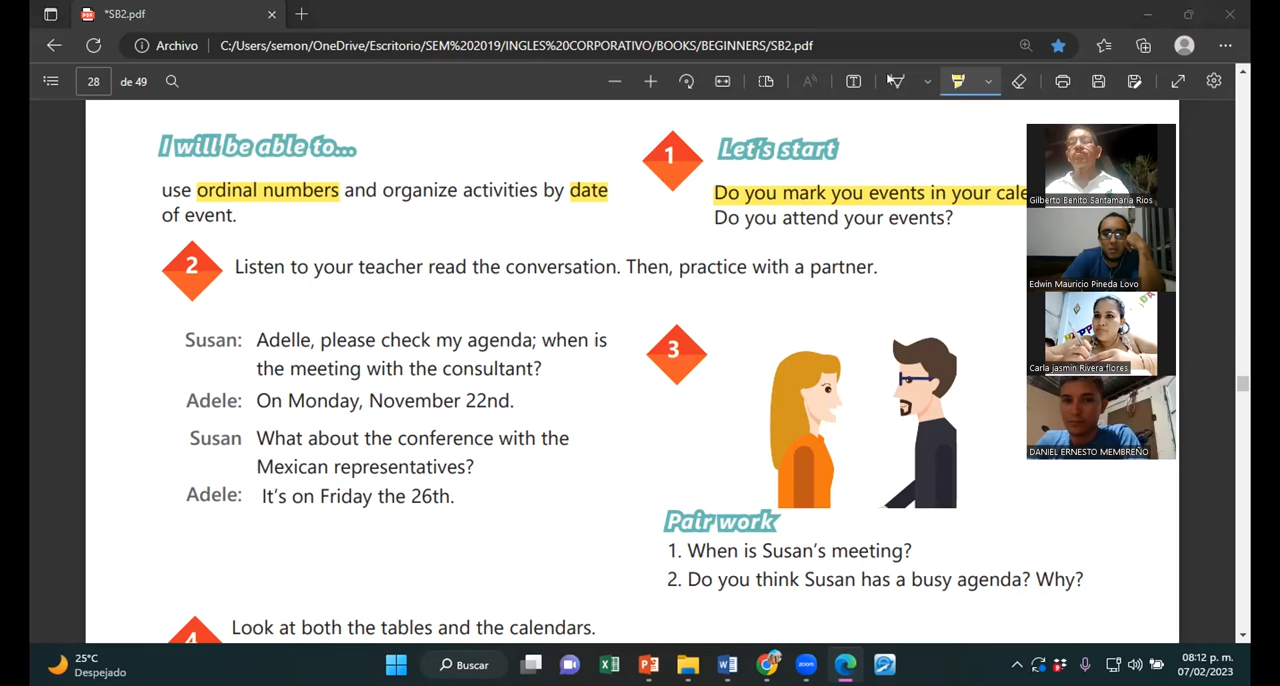 *SB2.pdf
Archivo
C:/Users/semon/OneDrive/Escritorio/SEM%202019/INGLES%20CORPORATIVO/BOOKS/BEGINNERS/SB2.pdf
28
de 49
I will be able to...
use ordinal numbers and organize activities by date
of event.
1
Let's start
Do you mark you events in your cale
Do you attend your events?
2
Listen to your teacher read the conversation. Then, practice with a partner.
Susan: Adelle, please check my agenda; when is
the meeting with the consultant?
Adele: On Monday, November 22nd.
Susan What about the conference with the
Mexican representatives?
Adele: It's on Friday the 26th.
3
Pair work
1. When is Susan's meeting?
2. Do you think Susan has a busy agenda? Why?
4
Look at both the tables and the calendars.
Gilberto Benito Santamaria Rios
Edwin Mauricio Pineda Lovo
Carla jasmin Rivera flores
DANIEL ERNESTO MEMBREÑO
25°C
Despejado
Buscar
zoom
08:12 p. m.
07/02/2023